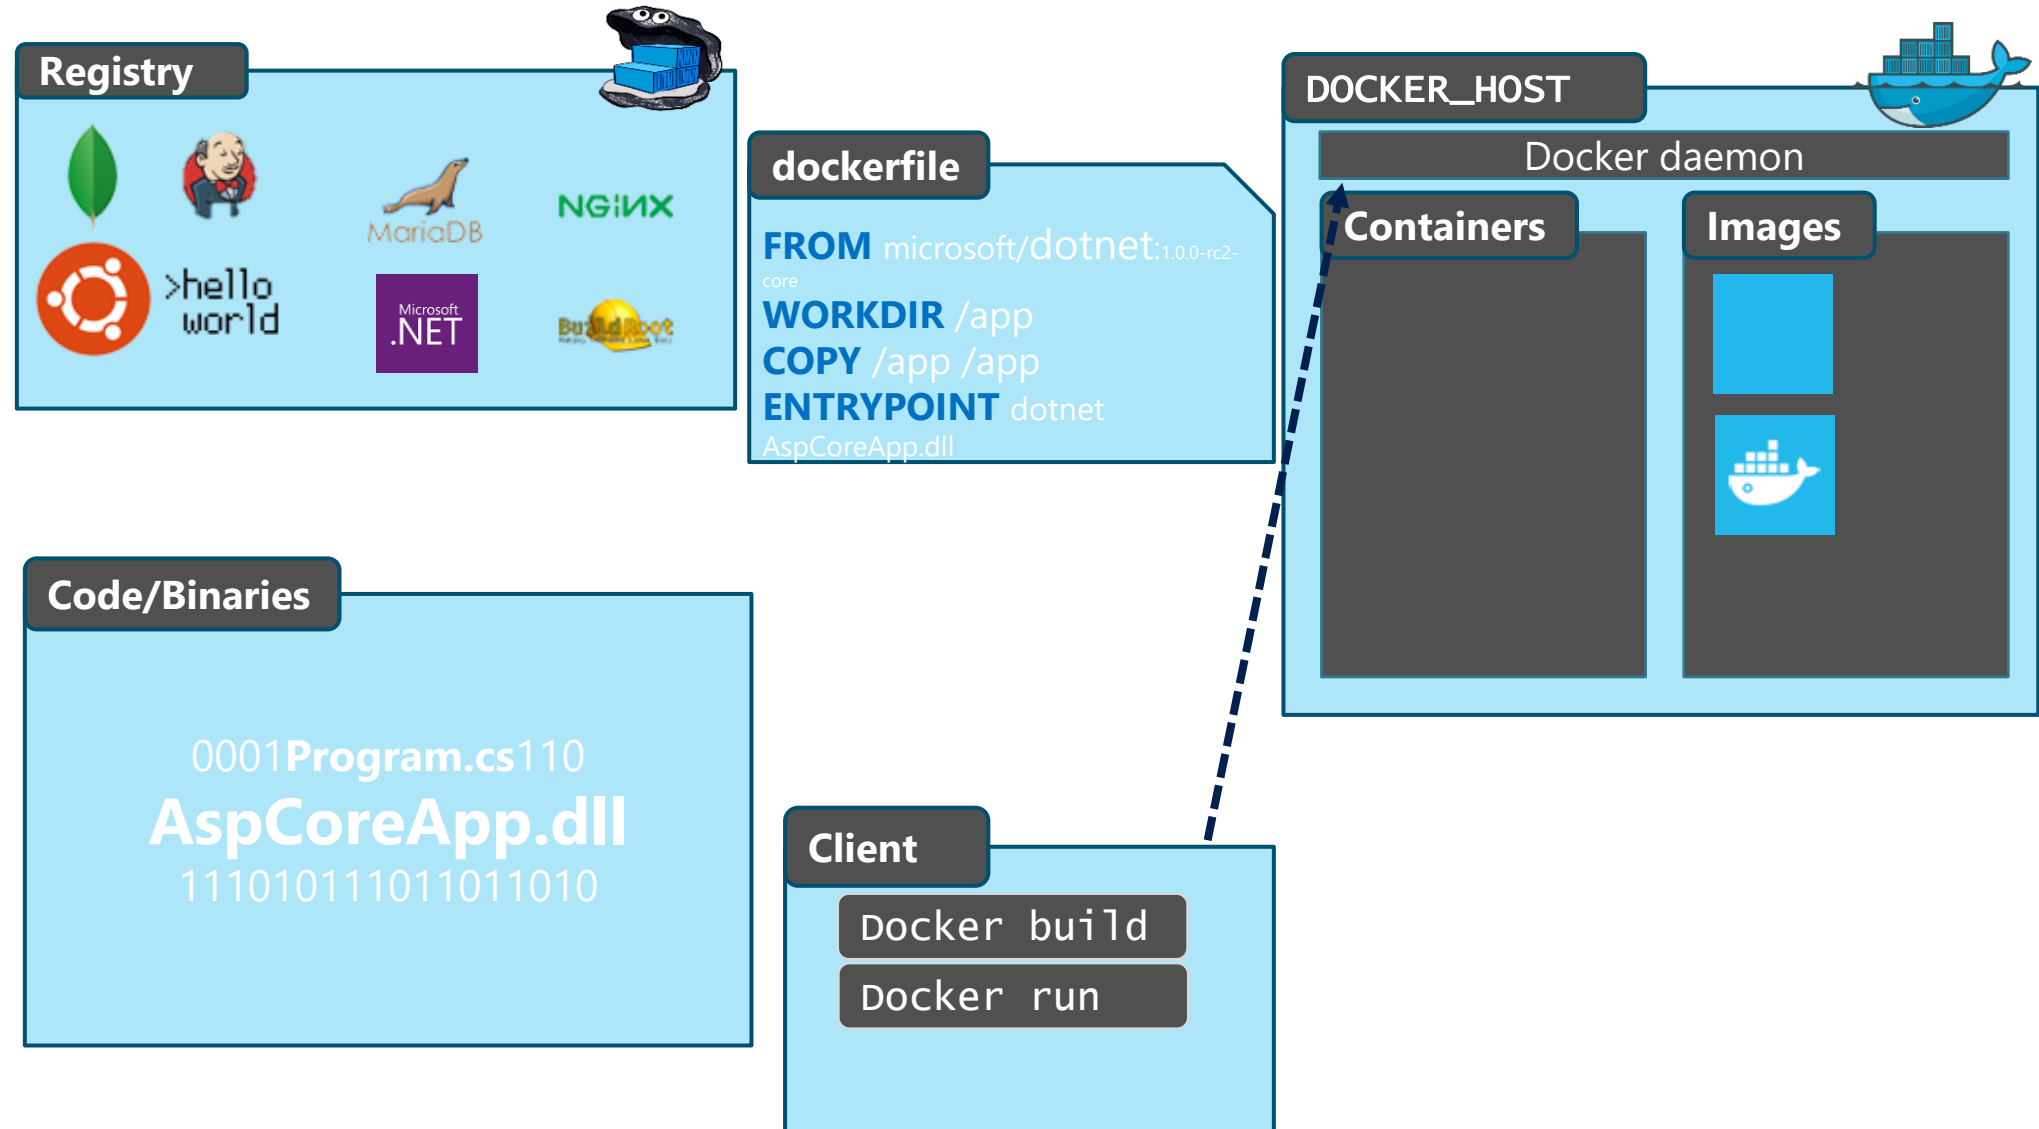 Registry
MariaDB
NGiNX
>hello
world
Microsoft
.NET
BuildRoot
dockerfile
FROM microsoft/dotnet:1.0.0-rc2-
core
WORKDIR /app
COPY /app /app
ENTRYPOINT dotnet
AspCoreApp.dll
DOCKER_HOST
Docker daemon
Containers
Images
Code/Binaries
0001Program.cs110
AspCoreApp.dll
111010111011011010
Client
Docker build
Docker run